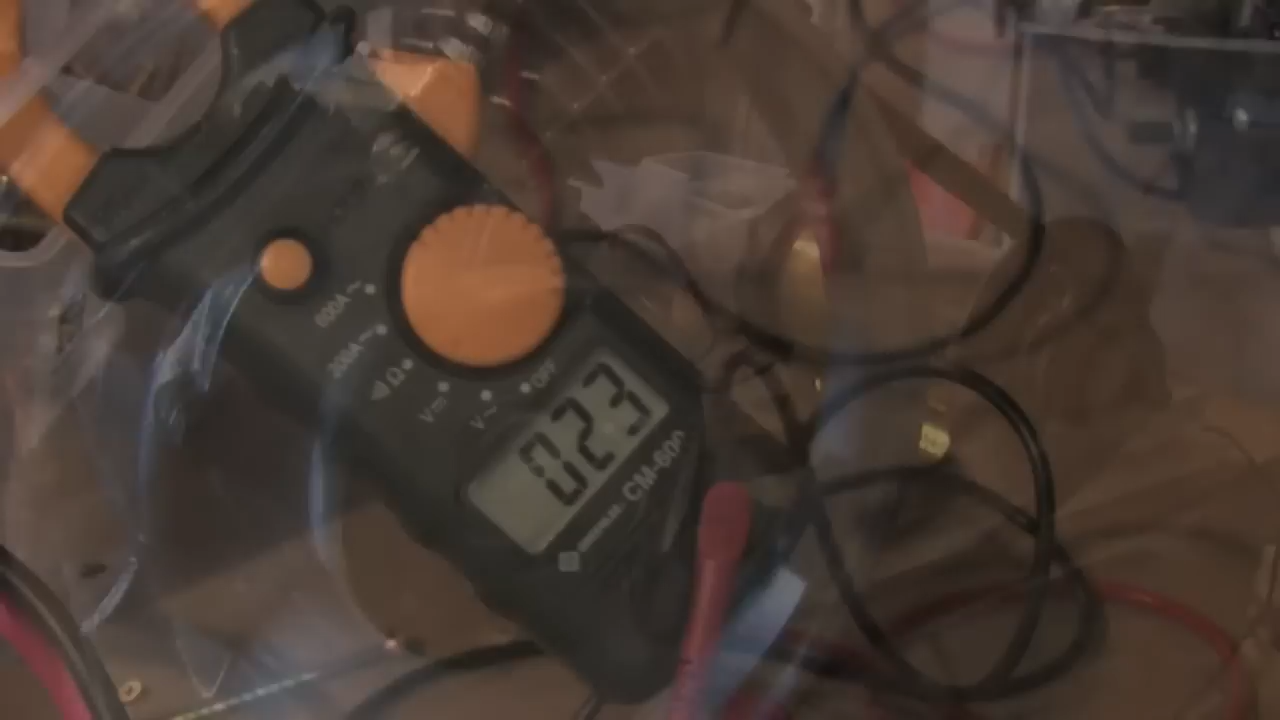 600A ~
200A ~
Ω
V
V ~
OFF
023
CM-600